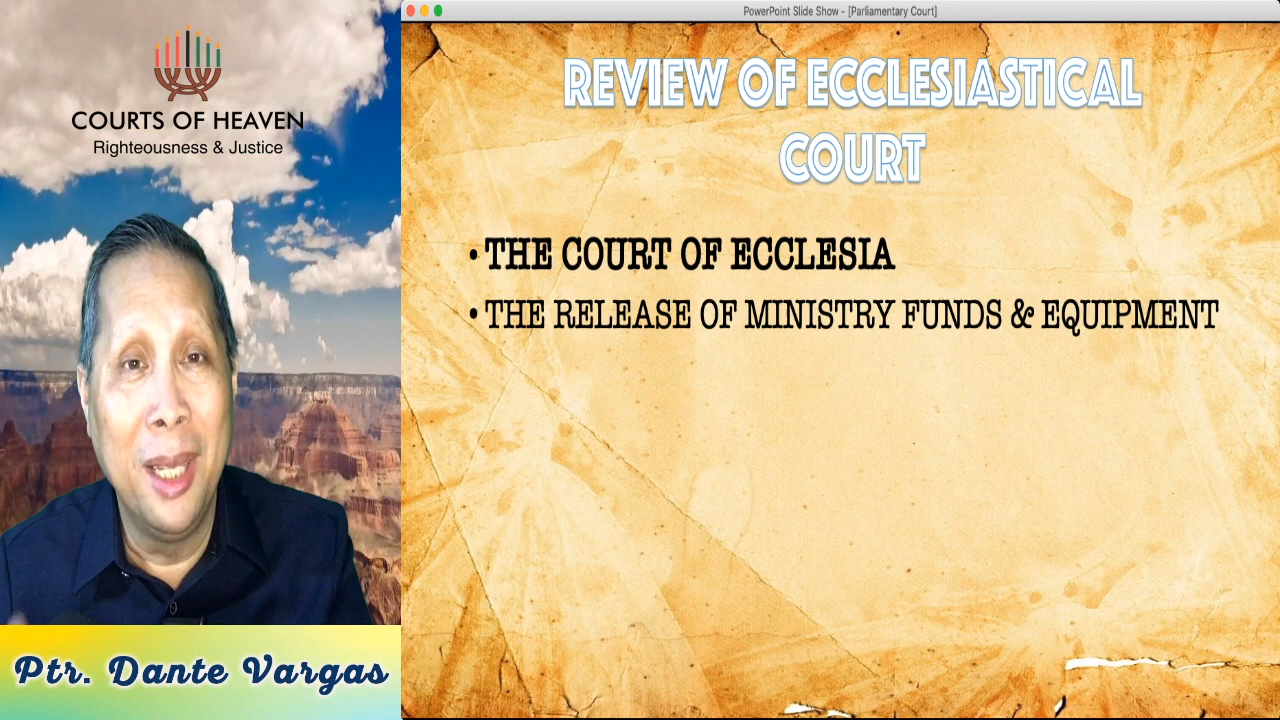 COURTS OF HEAVEN
Righteousness & Justice
Ptr. Dante Vargas
PowerPoint Slide Show - [Parliamentary Court]
REVIEW OF ECCLESIASTICAL
COURT
• THE COURT OF ECCLESIA
• THE RELEASE OF MINISTRY FUNDS & EQUIPMENT